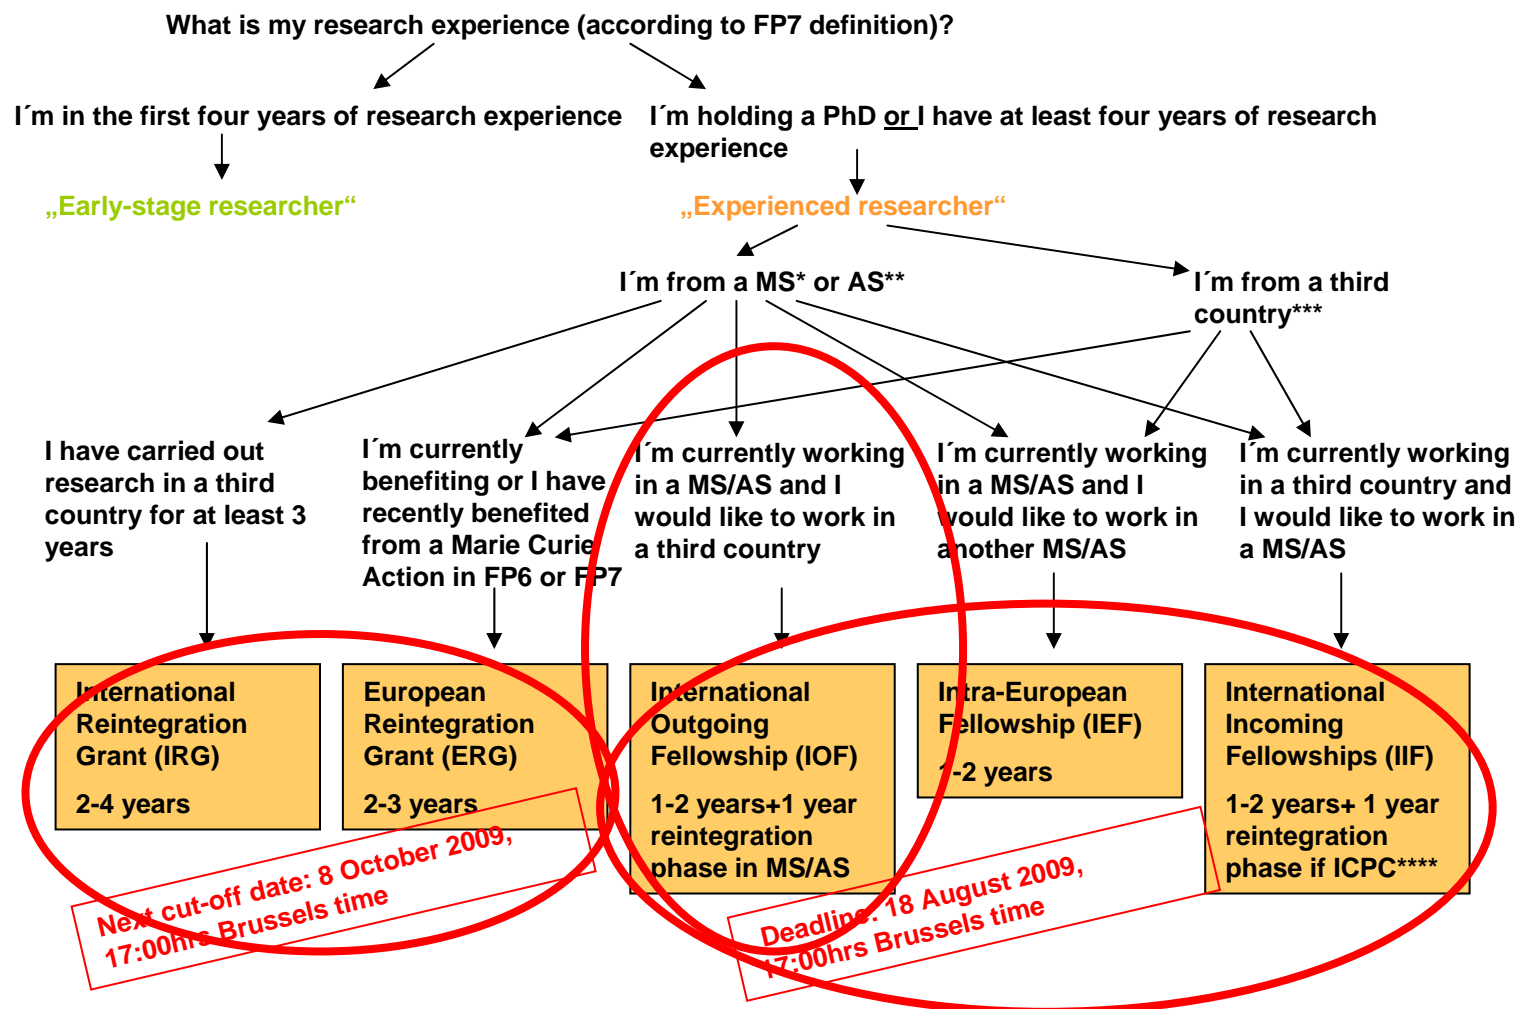 What is my research experience (according to FP7 definition)?
I´m in the first four years of research experience
I´m holding a PhD or I have at least four years of research
experience
„Early-stage researcher“
„Experienced researcher“
I´m from a MS* or AS**
I´m from a third
country***
I have carried out
research in a third
country for at least 3
years
I´m currently
benefiting or I have
recently benefited
from a Marie Curie
Action in FP6 or FP7
I´m currently working
in a MS/AS and I
would like to work in
a third country
I´m currently working
in a MS/AS and I
would like to work in
another MS/AS
I´m currently working
in a third country and
I would like to work in
a MS/AS
International
Reintegration
Grant (IRG)
2-4 years
European
Reintegration
Grant (ERG)
2-3 years
International
Outgoing
Fellowship (IOF)
1-2 years+1 year
reintegration
phase in MS/AS
Intra-European
Fellowship (IEF)
1-2 years
International
Incoming
Fellowships (IIF)
1-2 years+ 1 year
reintegration
phase if ICPC****
Next cut-off date: 8 October 2009,
17:00hrs Brussels time
Deadline: 18 August 2009,
17:00hrs Brussels time